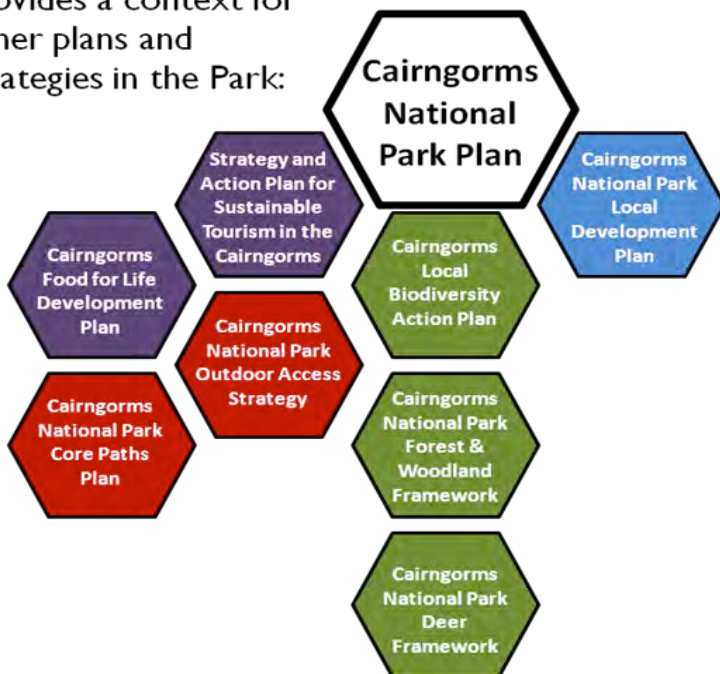 a context for
plans and
in the Park:
Cairngorms
National
Park Plan
Strategy and
Action Plan for
Sustainable
Tourism in the
Cairngorms
Cairngorms
National Park
Local
Development
Plan
Cairngorms
Food for Life
Development
Plan
Cairngorms
Local
Biodiversity
Action Plan
Cairngorms
National Park
Outdoor Access
Strategy
Cairngorms
National Park
Core Paths
Plan
Cairngorms
National Park
Forest &
Woodland
Framework
Cairngorms
National Park
Deer
Framework